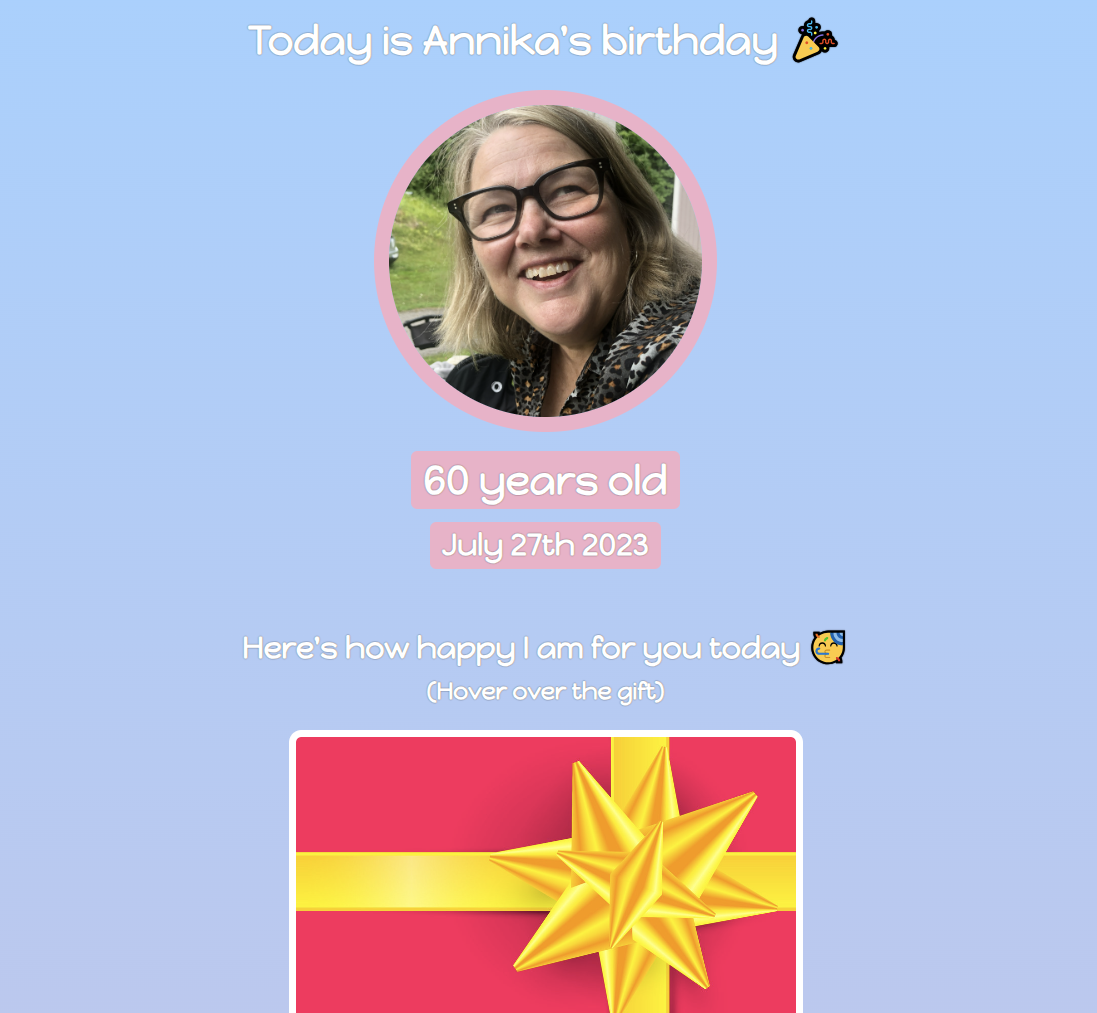 Today is Annika's birthday 🎉
60 years old
July 27th 2023
Here's how happy I am for you today 🥳
(Hover over the gift)